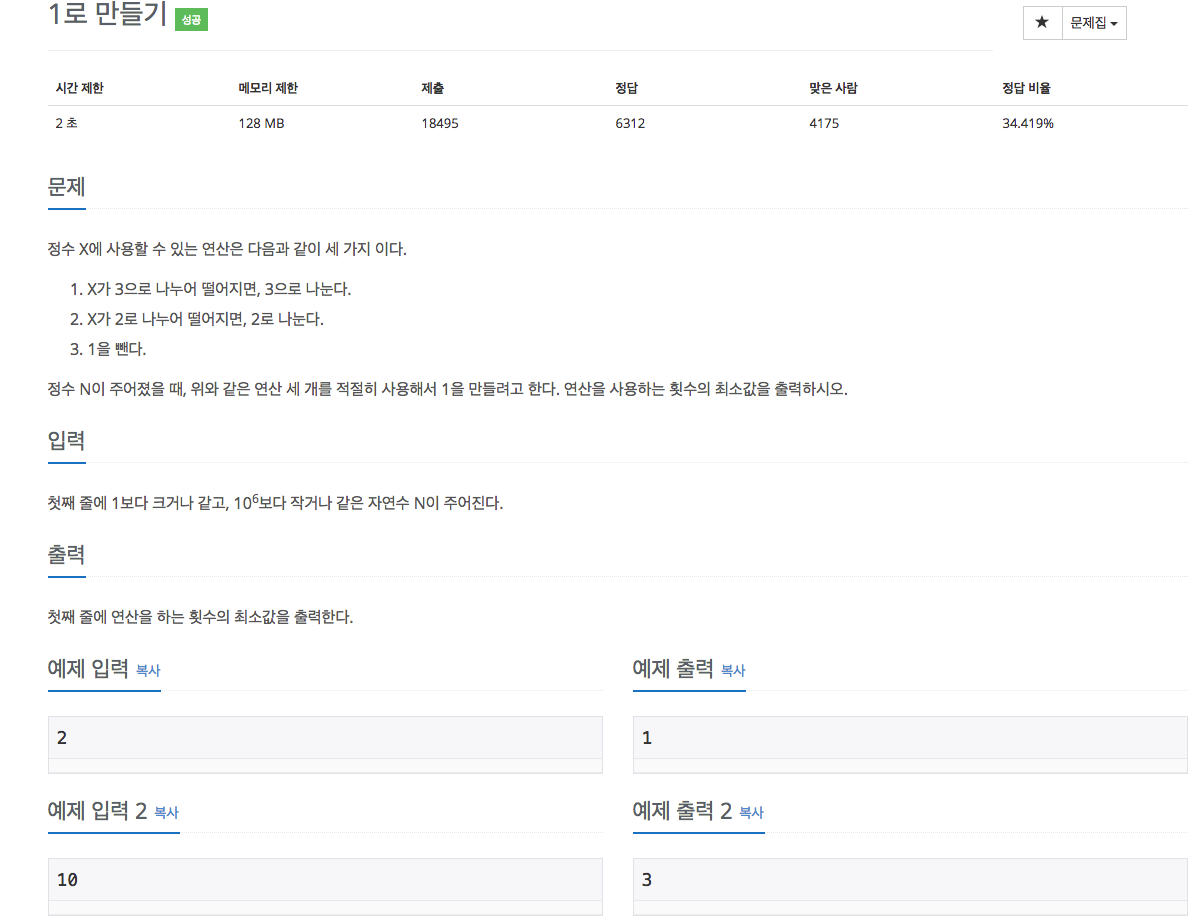 1로 만들기 성공
★ 문제집
시간 제한 메모리 제한 제출 정답 맞은 사람 정답 비율
2 초 128 MB 18495 6312 4175 34.419%
문제
정수 X에 사용할 수 있는 연산은 다음과 같이 세 가지 이다.
1. X가 3으로 나누어 떨어지면, 3으로 나눈다.
2. X가 2로 나누어 떨어지면, 2로 나눈다.
3. 1을 뺀다.
정수 N이 주어졌을 때, 위와 같은 연산 세 개를 적절히 사용해서 1을 만들려고 한다. 연산을 사용하는 횟수의 최소값을 출력하시오.
입력
첫째 줄에 1보다 크거나 같고, 10⁶보다 작거나 같은 자연수 N이 주어진다.
출력
첫째 줄에 연산을 하는 횟수의 최소값을 출력한다.
예제 입력 복사
2
예제 출력 복사
1
예제 입력 2 복사
10
예제 출력 2 복사
3